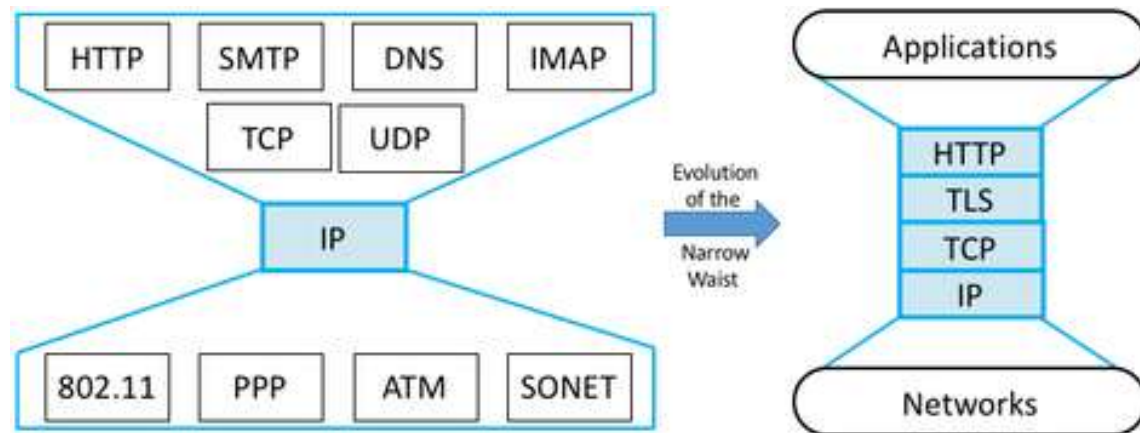 HTTP SMTP DNS IMAP
TCP UDP
IP
802.11 PPP ATM SONET
Evolution
of the
Narrow
Waist
Applications
HTTP
TLS
TCP
IP
Networks